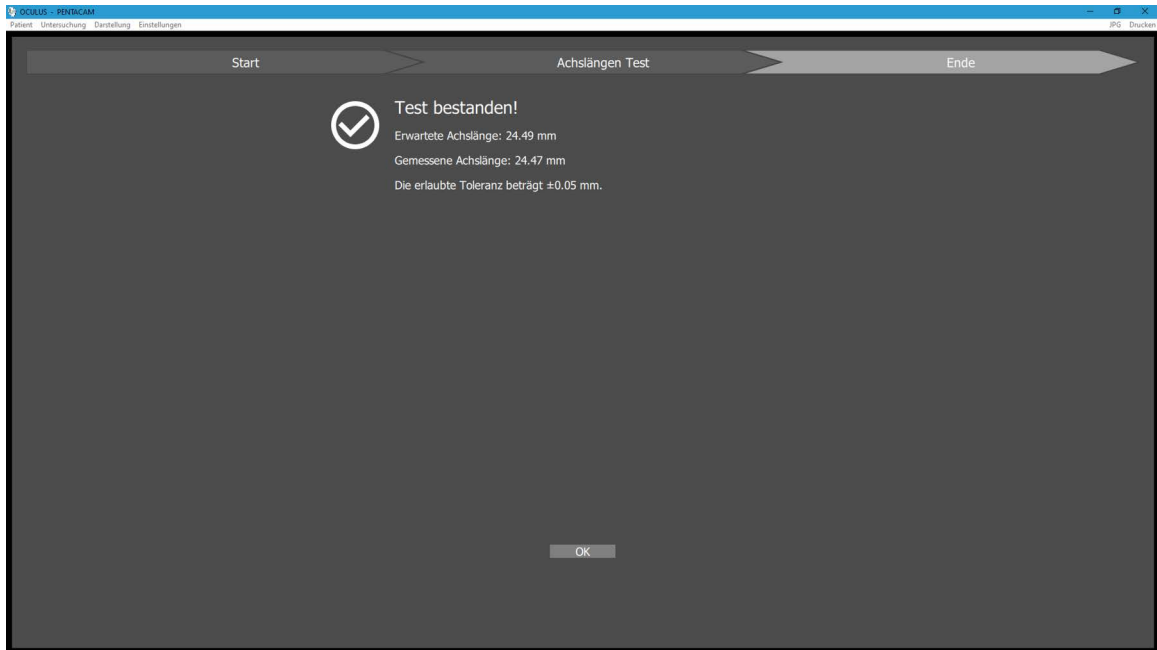 OCULUS - PENTACAM
Patient Untersuchung Darstellung Einstellungen JPG Drucken
Start Achslängen Test Ende
Test bestanden!
Erwartete Achslänge: 24.49 mm
Gemessene Achslänge: 24.47 mm
Die erlaubte Toleranz beträgt ±0.05 mm.
OK